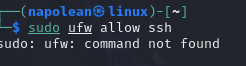 ┌──(napolean㉿linux)-[~]
└─$ sudo ufw allow ssh
sudo: ufw: command not found